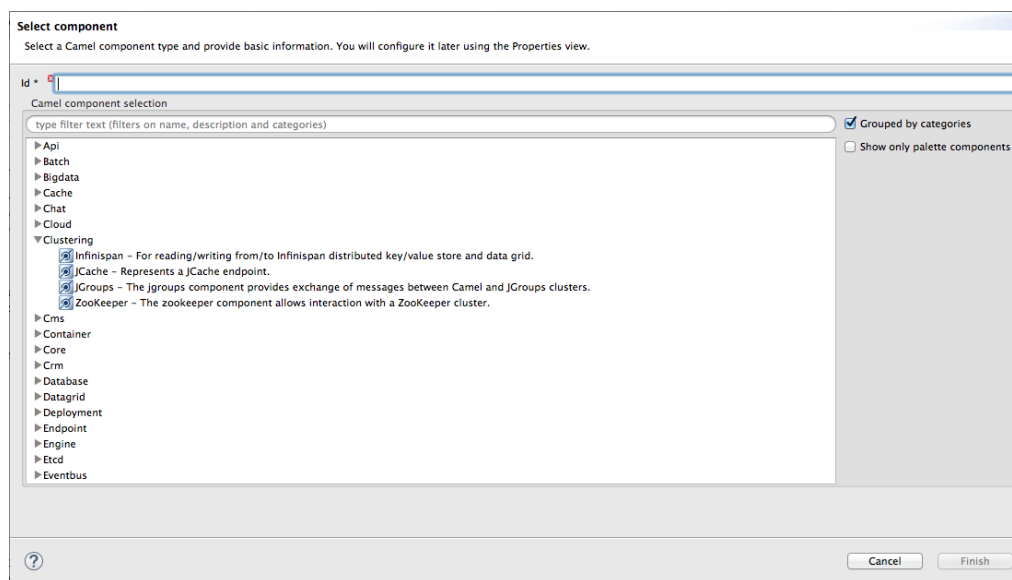 Select component
Select a Camel component type and provide basic information. You will configure it later using the Properties view.
Id *
Camel component selection
type filter text (filters on name, description and categories)
Grouped by categories
Show only palette components
Api
Batch
Bigdata
Cache
Chat
Cloud
Clustering
Infinispan – For reading/writing from/to Infinispan distributed key/value store and data grid.
JCache – Represents a JCache endpoint.
JGroups – The jgroups component provides exchange of messages between Camel and JGroups clusters.
ZooKeeper – The zookeeper component allows interaction with a ZooKeeper cluster.
Cms
Container
Core
Crm
Database
Datagrid
Deployment
Endpoint
Engine
Etcd
Eventbus
?
Cancel
Finish